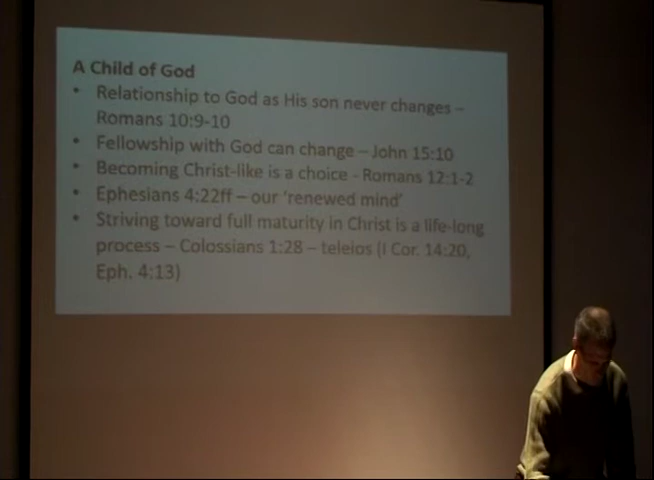 A Child of God
• Relationship to God as His son never changes –
Romans 10:9-10
• Fellowship with God can change – John 15:10
• Becoming Christ-like is a choice - Romans 12:1-2
• Ephesians 4:22ff – our ‘renewed mind’
• Striving toward full maturity in Christ is a life-long
process – Colossians 1:28 – teleios (I Cor. 14:20,
Eph. 4:13)